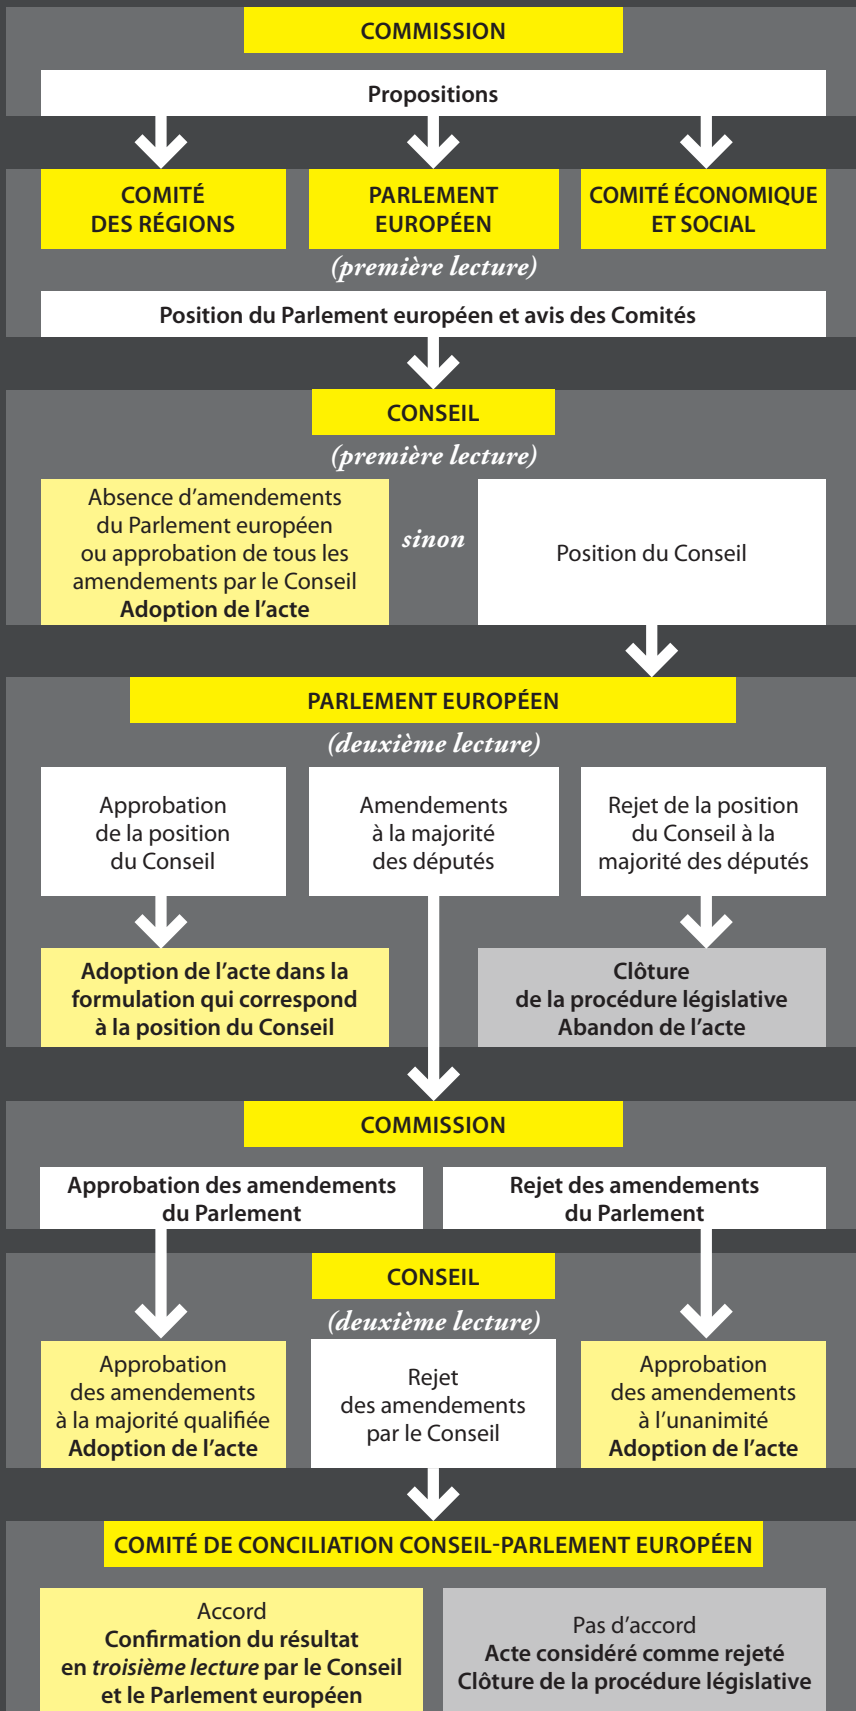 COMMISSION
Propositions
COMITÉ
DES RÉGIONS
PARLEMENT
EUROPÉEN
COMITÉ ÉCONOMIQUE
ET SOCIAL
(première lecture)
Position du Parlement européen et avis des Comités
CONSEIL
(première lecture)
Absence d’amendements
du Parlement européen
ou approbation de tous les
amendements par le Conseil
Adoption de l’acte
sinon
Position du Conseil
PARLEMENT EUROPÉEN
(deuxième lecture)
Approbation
de la position
du Conseil
Amendements
à la majorité
des députés
Rejet de la position
du Conseil à la
majorité des députés
Adoption de l’acte dans la
formulation qui correspond
à la position du Conseil
Clôture
de la procédure législative
Abandon de l’acte
COMMISSION
Approbation des amendements
du Parlement
Rejet des amendements
du Parlement
CONSEIL
(deuxième lecture)
Approbation
des amendements
à la majorité qualifiée
Adoption de l’acte
Rejet
des amendements
par le Conseil
Approbation
des amendements
à l’unanimité
Adoption de l’acte
COMITÉ DE CONCILIATION CONSEIL-PARLEMENT EUROPÉEN
Accord
Confirmation du résultat
en troisième lecture par le Conseil
et le Parlement européen
Pas d’accord
Acte considéré comme rejeté
Clôture de la procédure législative